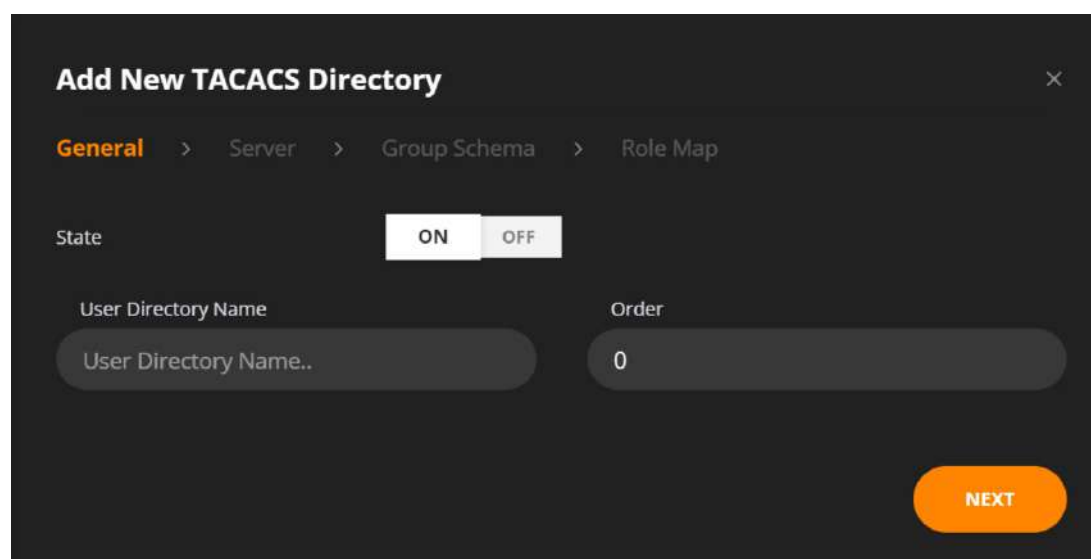 Add New TACACS Directory ×
General > Server > Group Schema > Role Map
State ON OFF
User Directory Name Order
User Directory Name.. 0
NEXT